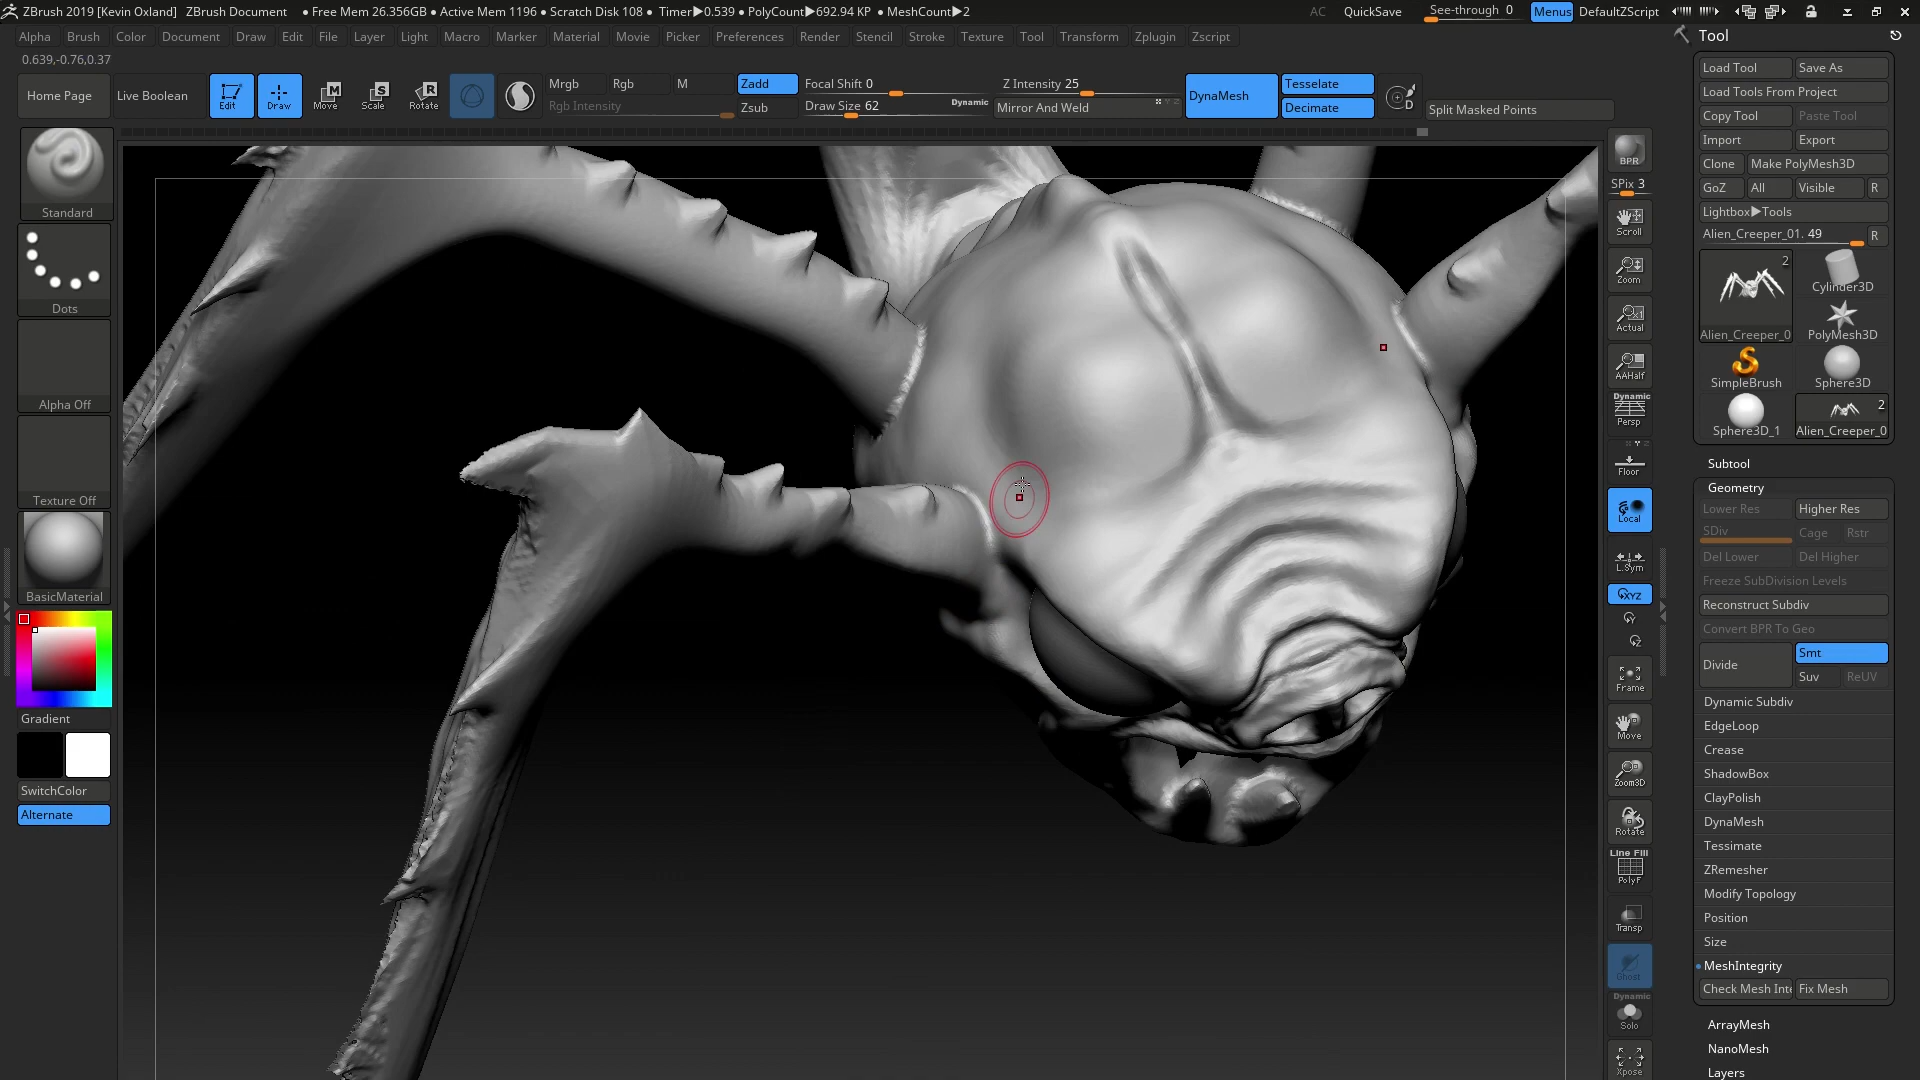 ZBrush 2019 [Kevin Oxland] ZBrush Document ● Free Mem 26.356GB ● Active Mem 1196 ● Scratch Disk 108 ● Timer▶0.539 ● PolyCount▶692.94 KP ● MeshCount▶2 AC QuickSave See-through 0 Menus DefaultZScript
Alpha Brush Color Document Draw Edit File Layer Light Macro Marker Material Movie Picker Preferences Render Stencil Stroke Texture Tool Transform Zplugin Zscript
0.639,-0.76,0.37
Home Page
Live Boolean
Edit
Draw
Move
Scale
Rotate
Mrgb Rgb M
Rgb Intensity
Zadd
Zsub
Focal Shift 0
Draw Size 62
Dynamic
Z Intensity 25
Mirror And Weld
DynaMesh
Tesselate
Decimate
Split Masked Points
Standard
Dots
Alpha Off
Texture Off
BasicMaterial
Gradient
SwitchColor
Alternate
BPR
SPix 3
Scroll
Zoom
Actual
AAHalf
Dynamic
Persp
Floor
Local
L.Sym
XYZ
Y
Z
Frame
Move
Zoom3D
Rotate
Line Fill
PolyF
Transp
Ghost
Dynamic
Solo
Xpose
Tool
Load Tool Save As
Load Tools From Project
Copy Tool Paste Tool
Import Export
Clone Make PolyMesh3D
GoZ All Visible R
Lightbox▶Tools
Alien_Creeper_01. 49 R
2
Alien_Creeper_0
Cylinder3D
PolyMesh3D
SimpleBrush
Sphere3D
Sphere3D_1
2
Alien_Creeper_0
Subtool
Geometry
Lower Res Higher Res
SDiv Cage Rstr
Del Lower Del Higher
Freeze SubDivision Levels
Reconstruct Subdiv
Convert BPR To Geo
Divide Smt
Suv ReUV
Dynamic Subdiv
EdgeLoop
Crease
ShadowBox
ClayPolish
DynaMesh
Tessimate
ZRemesher
Modify Topology
Position
Size
MeshIntegrity
Check Mesh Inte Fix Mesh
ArrayMesh
NanoMesh
Layers